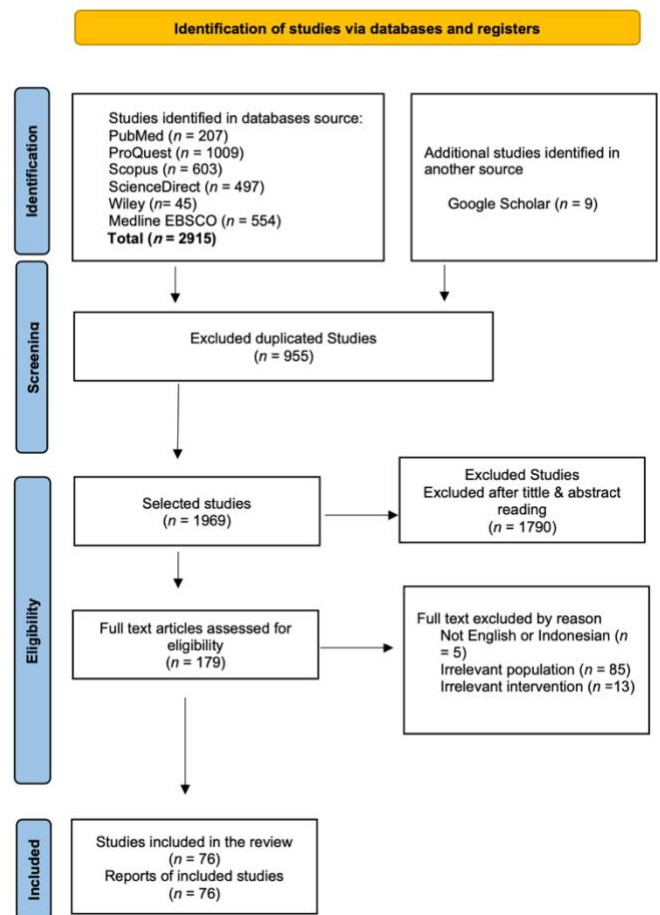 Identification of studies via databases and registers
Identification
Studies identified in databases source:
PubMed (n = 207)
ProQuest (n = 1009)
Scopus (n = 603)
ScienceDirect (n = 497)
Wiley (n= 45)
Medline EBSCO (n = 554)
Total (n = 2915)
Additional studies identified in
another source
Google Scholar (n = 9)
Screening
Excluded duplicated Studies
(n = 955)
Eligibility
Selected studies
(n = 1969)
Excluded Studies
Excluded after tittle & abstract
reading
(n = 1790)
Full text articles assessed for
eligibility
(n = 179)
Full text excluded by reason
Not English or Indonesian (n
= 5)
Irrelevant population (n = 85)
Irrelevant intervention (n =13)
Included
Studies included in the review
(n = 76)
Reports of included studies
(n = 76)